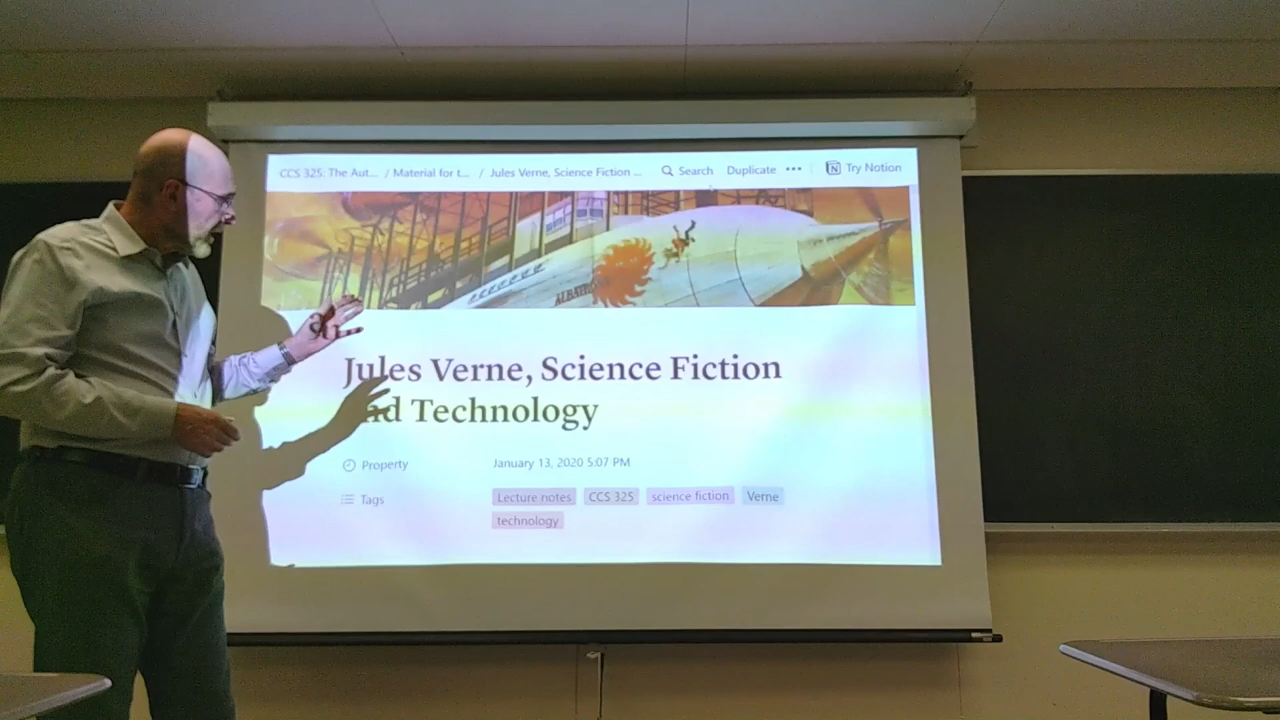 CCS 325: The Aut... / Material for t... / Jules Verne, Science Fiction ... Search Duplicate ••• Try Notion
ALBATROSS
Jules Verne, Science Fiction
and Technology
Property January 13, 2020 5:07 PM
Tags Lecture notes CCS 325 science fiction Verne
technology